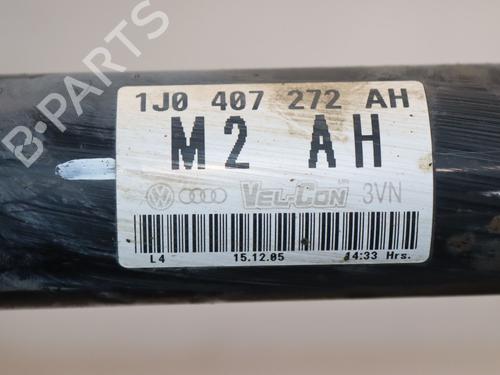 B-PARTS
1J0 407 272 AH
M2 AH
VEL-CON 3VN
L4 15.12.05 14:33 Hrs.